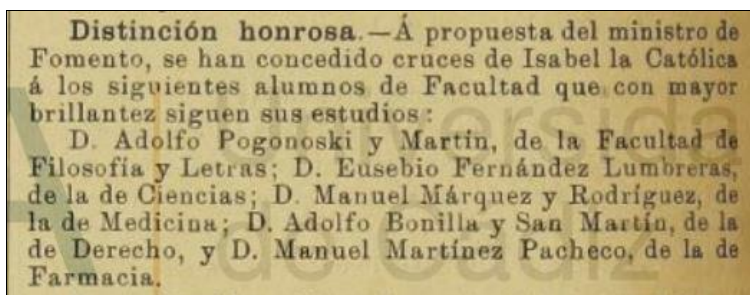 Distinción honrosa.—Á propuesta del ministro de
Fomento, se han concedido cruces de Isabel la Católica
á los siguientes alumnos de Facultad que con mayor
brillantez siguen sus estudios:
D. Adolfo Pogonoski y Martín, de la Facultad de
Filosofía y Letras; D. Eusebio Fernández Lumbreras,
de la de Ciencias; D. Manuel Márquez y Rodríguez, de
la de Medicina; D. Adolfo Bonilla y San Martín, de la
de Derecho, y D. Manuel Martínez Pacheco, de la de
Farmacia.
Universida
de Cádiz